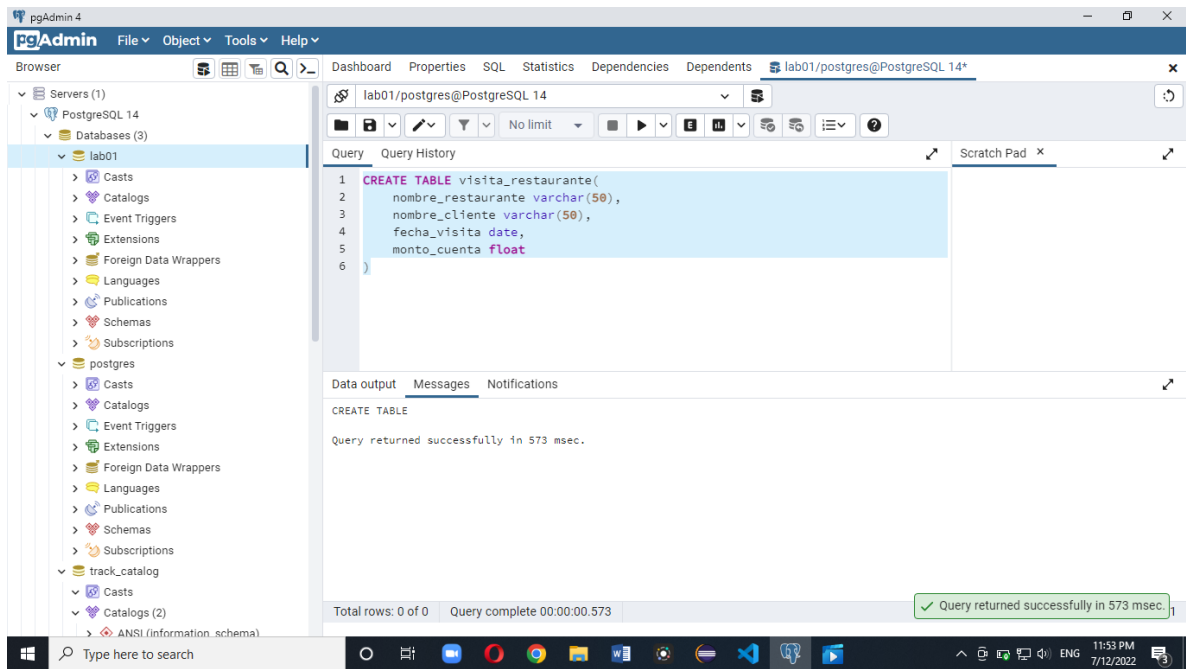 pgAdmin 4
pgAdmin File Object Tools Help
Browser
Dashboard Properties SQL Statistics Dependencies Dependents lab01/postgres@PostgreSQL 14*
Servers (1)
PostgreSQL 14
Databases (3)
lab01
Casts
Catalogs
Event Triggers
Extensions
Foreign Data Wrappers
Languages
Publications
Schemas
Subscriptions
postgres
Casts
Catalogs
Event Triggers
Extensions
Foreign Data Wrappers
Languages
Publications
Schemas
Subscriptions
track_catalog
Casts
Catalogs (2)
ANSI (information_schema)
lab01/postgres@PostgreSQL 14
No limit
Query Query History
Scratch Pad
1 CREATE TABLE visita_restaurante(
2 nombre_restaurante varchar(50),
3 nombre_cliente varchar(50),
4 fecha_visita date,
5 monto_cuenta float
6 )
Data output Messages Notifications
CREATE TABLE
Query returned successfully in 573 msec.
Total rows: 0 of 0 Query complete 00:00:00.573
Query returned successfully in 573 msec.
Type here to search
ENG
11:53 PM
7/12/2022
3